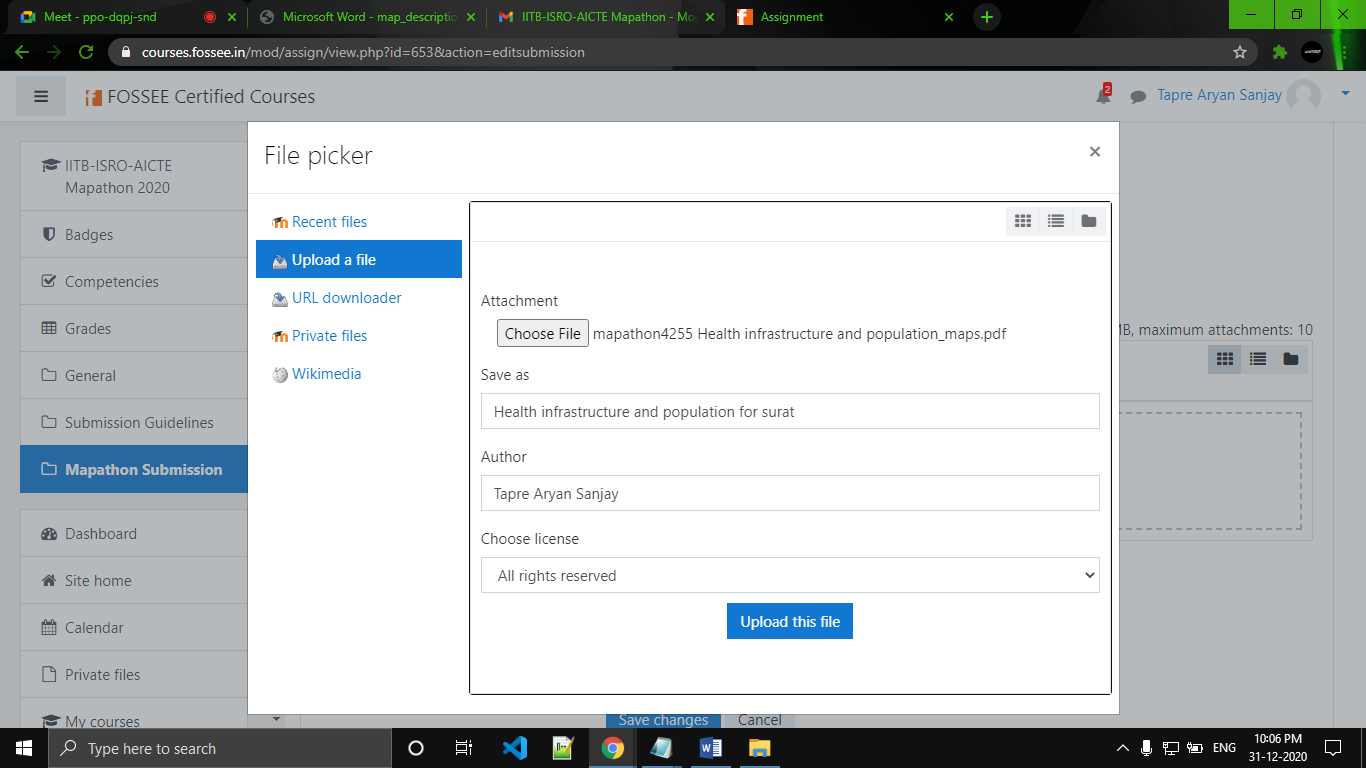 Meet - ppo-dqpj-snd
Microsoft Word - map_descriptio
IITB-ISRO-AICTE Mapathon - Mo
Assignment
courses.fossee.in/mod/assign/view.php?id=653&action=editsubmission
FOSSEE Certified Courses
2
Tapre Aryan Sanjay
IITB-ISRO-AICTE
Mapathon 2020
Badges
Competencies
Grades
General
Submission Guidelines
Mapathon Submission
Dashboard
Site home
Calendar
Private files
My courses
File picker
Recent files
Upload a file
URL downloader
Private files
Wikimedia
Attachment
Choose File mapathon4255 Health infrastructure and population_maps.pdf
Save as
Health infrastructure and population for surat
Author
Tapre Aryan Sanjay
Choose license
All rights reserved
Upload this file
MB, maximum attachments: 10
Save changes
Cancel
Type here to search
ENG
10:06 PM
31-12-2020